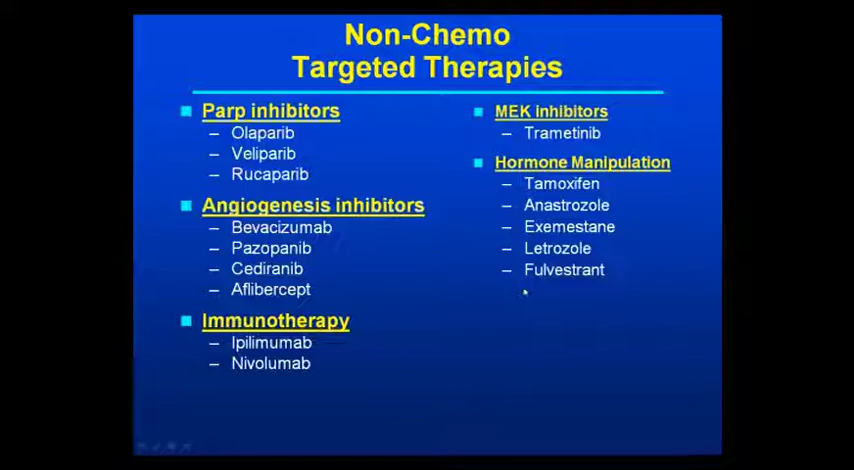 Non-Chemo
Targeted Therapies
Parp inhibitors
– Olaparib
– Veliparib
– Rucaparib
Angiogenesis inhibitors
– Bevacizumab
– Pazopanib
– Cediranib
– Aflibercept
Immunotherapy
– Ipilimumab
– Nivolumab
MEK inhibitors
– Trametinib
Hormone Manipulation
– Tamoxifen
– Anastrozole
– Exemestane
– Letrozole
– Fulvestrant